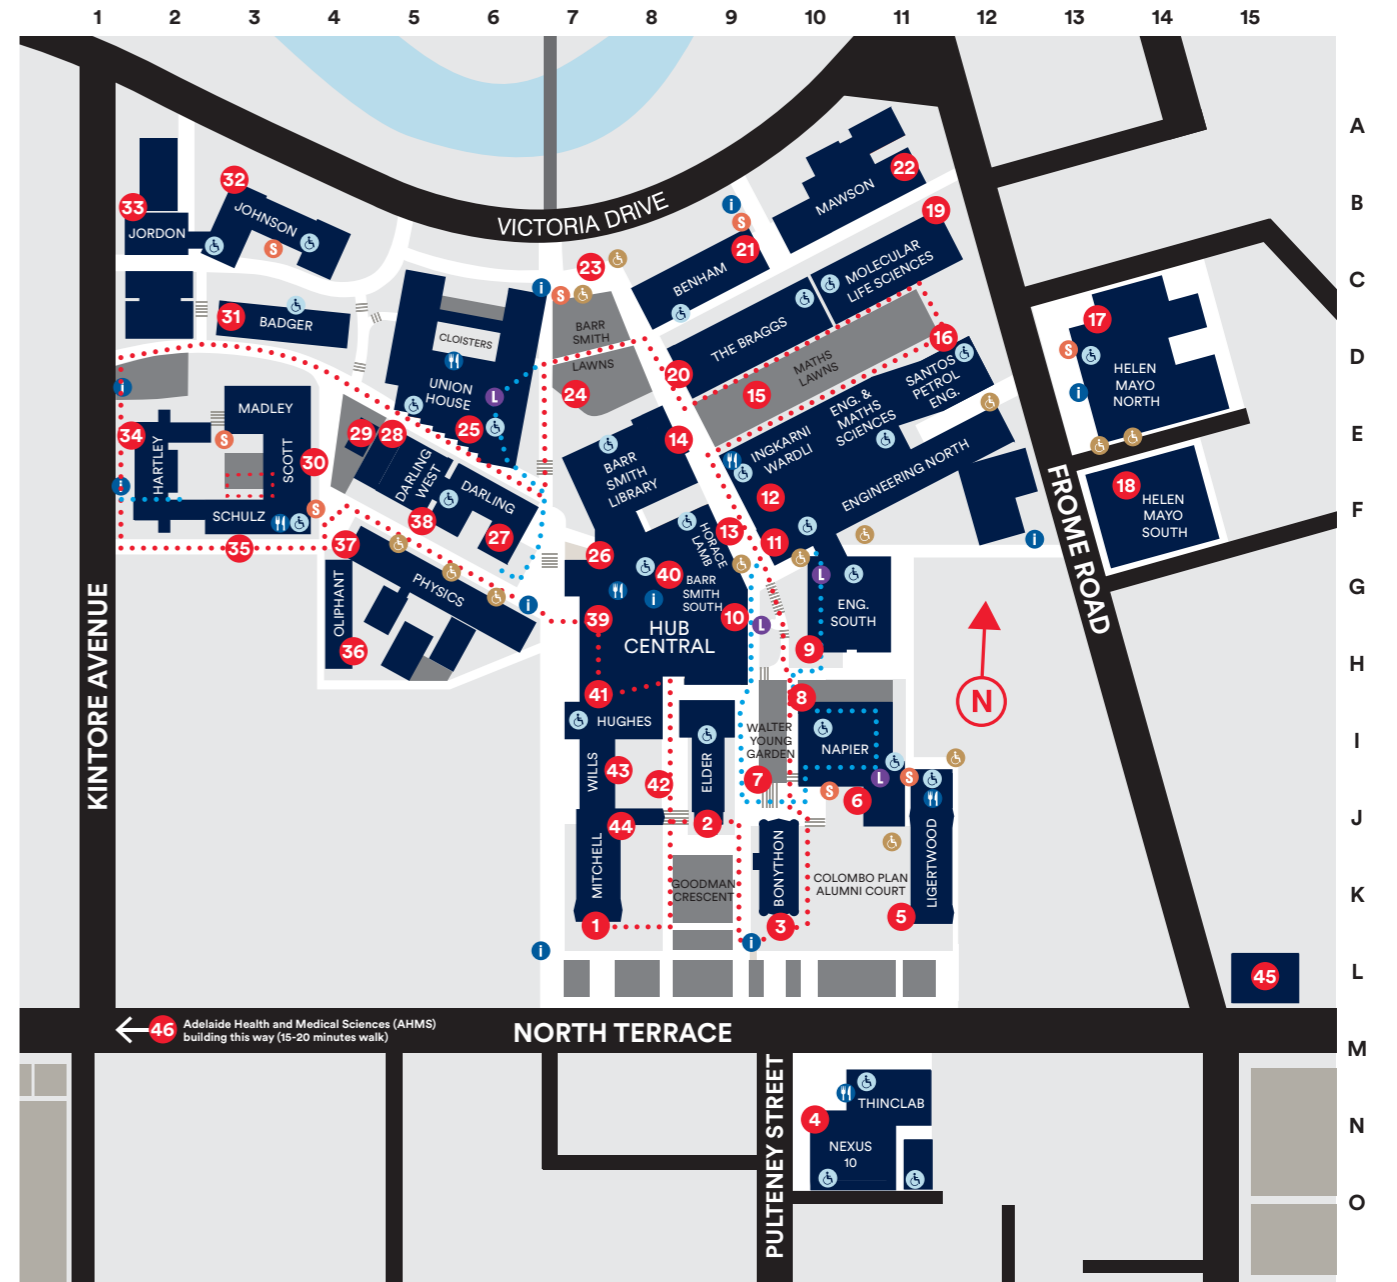 1 2 3 4 5 6 7 8 9 10 11 12 13 14 15
A
B
C
D
E
F
G
H
I
J
K
L
M
N
O
VICTORIA DRIVE
KINTORE AVENUE
FROME ROAD
NORTH TERRACE
PULTENEY STREET
22
MAWSON
32
33
JOHNSON
JORDON
S
i
S
19
21
BENHAM
MOLECULAR
LIFE SCIENCES
23
i
S
31
BADGER
BARR
SMITH
LAWNS
24
CLOISTERS
UNION
HOUSE
L
25
THE BRAGGS
MATHS
LAWNS
15
16
20
17
S
HELEN
MAYO
NORTH
i
SANTOS
PETROL
ENG.
ENG. &
MATHS
SCIENCES
INGKARNI
WARDLI
ENGINEERING NORTH
i
MADLEY
34
S
HARTLEY
SCOTT
30
29
28
DARLING
WEST
DARLING
14
BARR
SMITH
LIBRARY
18
HELEN
MAYO
SOUTH
12
i
SCHULZ
S
38
27
35
37
HORACE
LAMB
13
11
i
26
OLIPHANT
PHYSICS
36
i
40
BARR
SMITH
SOUTH
i
39
10
HUB
CENTRAL
L
L
ENG.
SOUTH
9
N
41
HUGHES
WILLS
43
42
44
ELDER
2
WALTER
YOUNG
GARDEN
7
8
NAPIER
L
S
S
6
MITCHELL
1
GOODMAN
CRESCENT
BONYTHON
3
COLOMBO PLAN
ALUMNI COURT
LIGERTWOOD
5
i
i
45
46
Adelaide Health and Medical Sciences (AHMS)
building this way (15-20 minutes walk)
THINCLAB
4
NEXUS
10